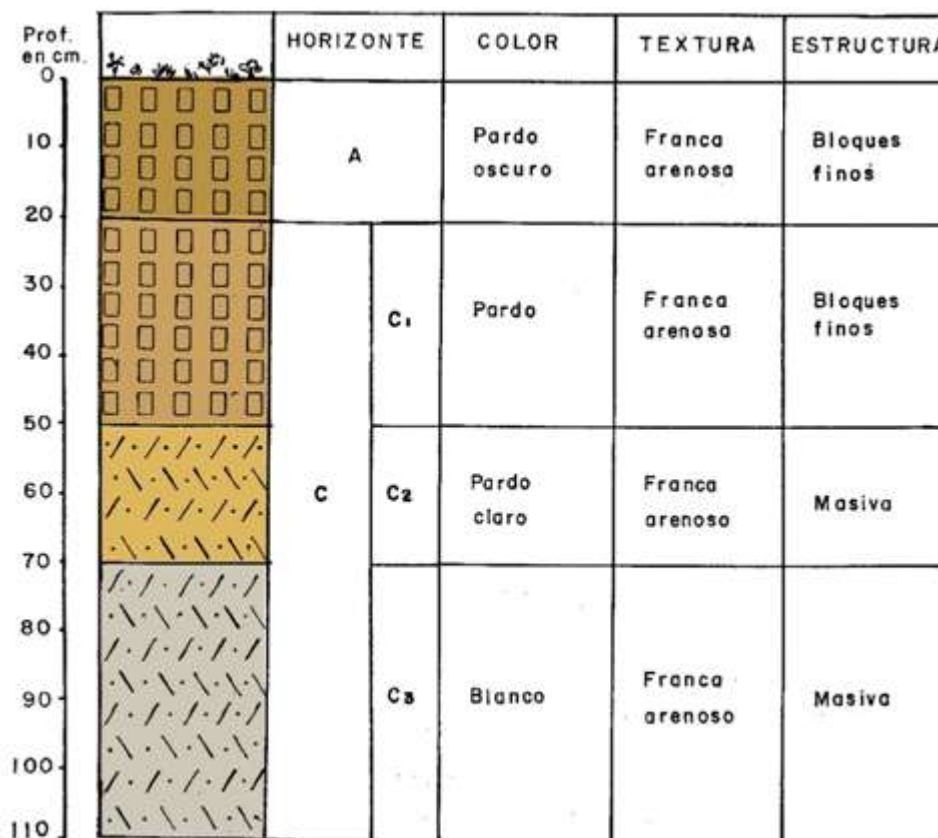 Prof.
en cm.
HORIZONTE
COLOR
TEXTURA
ESTRUCTURA
0
10
20
30
40
50
60
70
80
90
100
110
A
Pardo
oscuro
Franca
arenosa
Bloques
finos
C
C1
Pardo
Franca
arenosa
Bloques
finos
C2
Pardo
claro
Franca
arenoso
Masiva
C3
Blanco
Franca
arenoso
Masiva